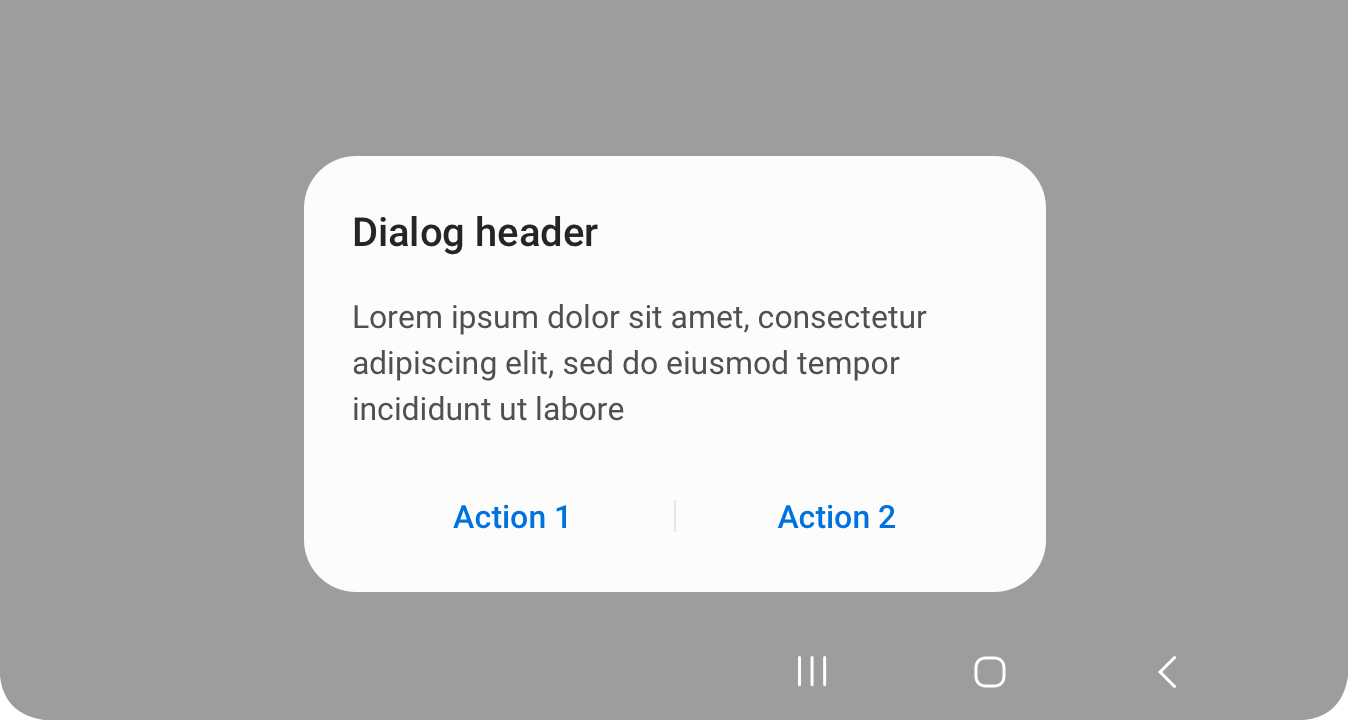 Dialog header
Lorem ipsum dolor sit amet, consectetur
adipiscing elit, sed do eiusmod tempor
incididunt ut labore
Action 1
Action 2